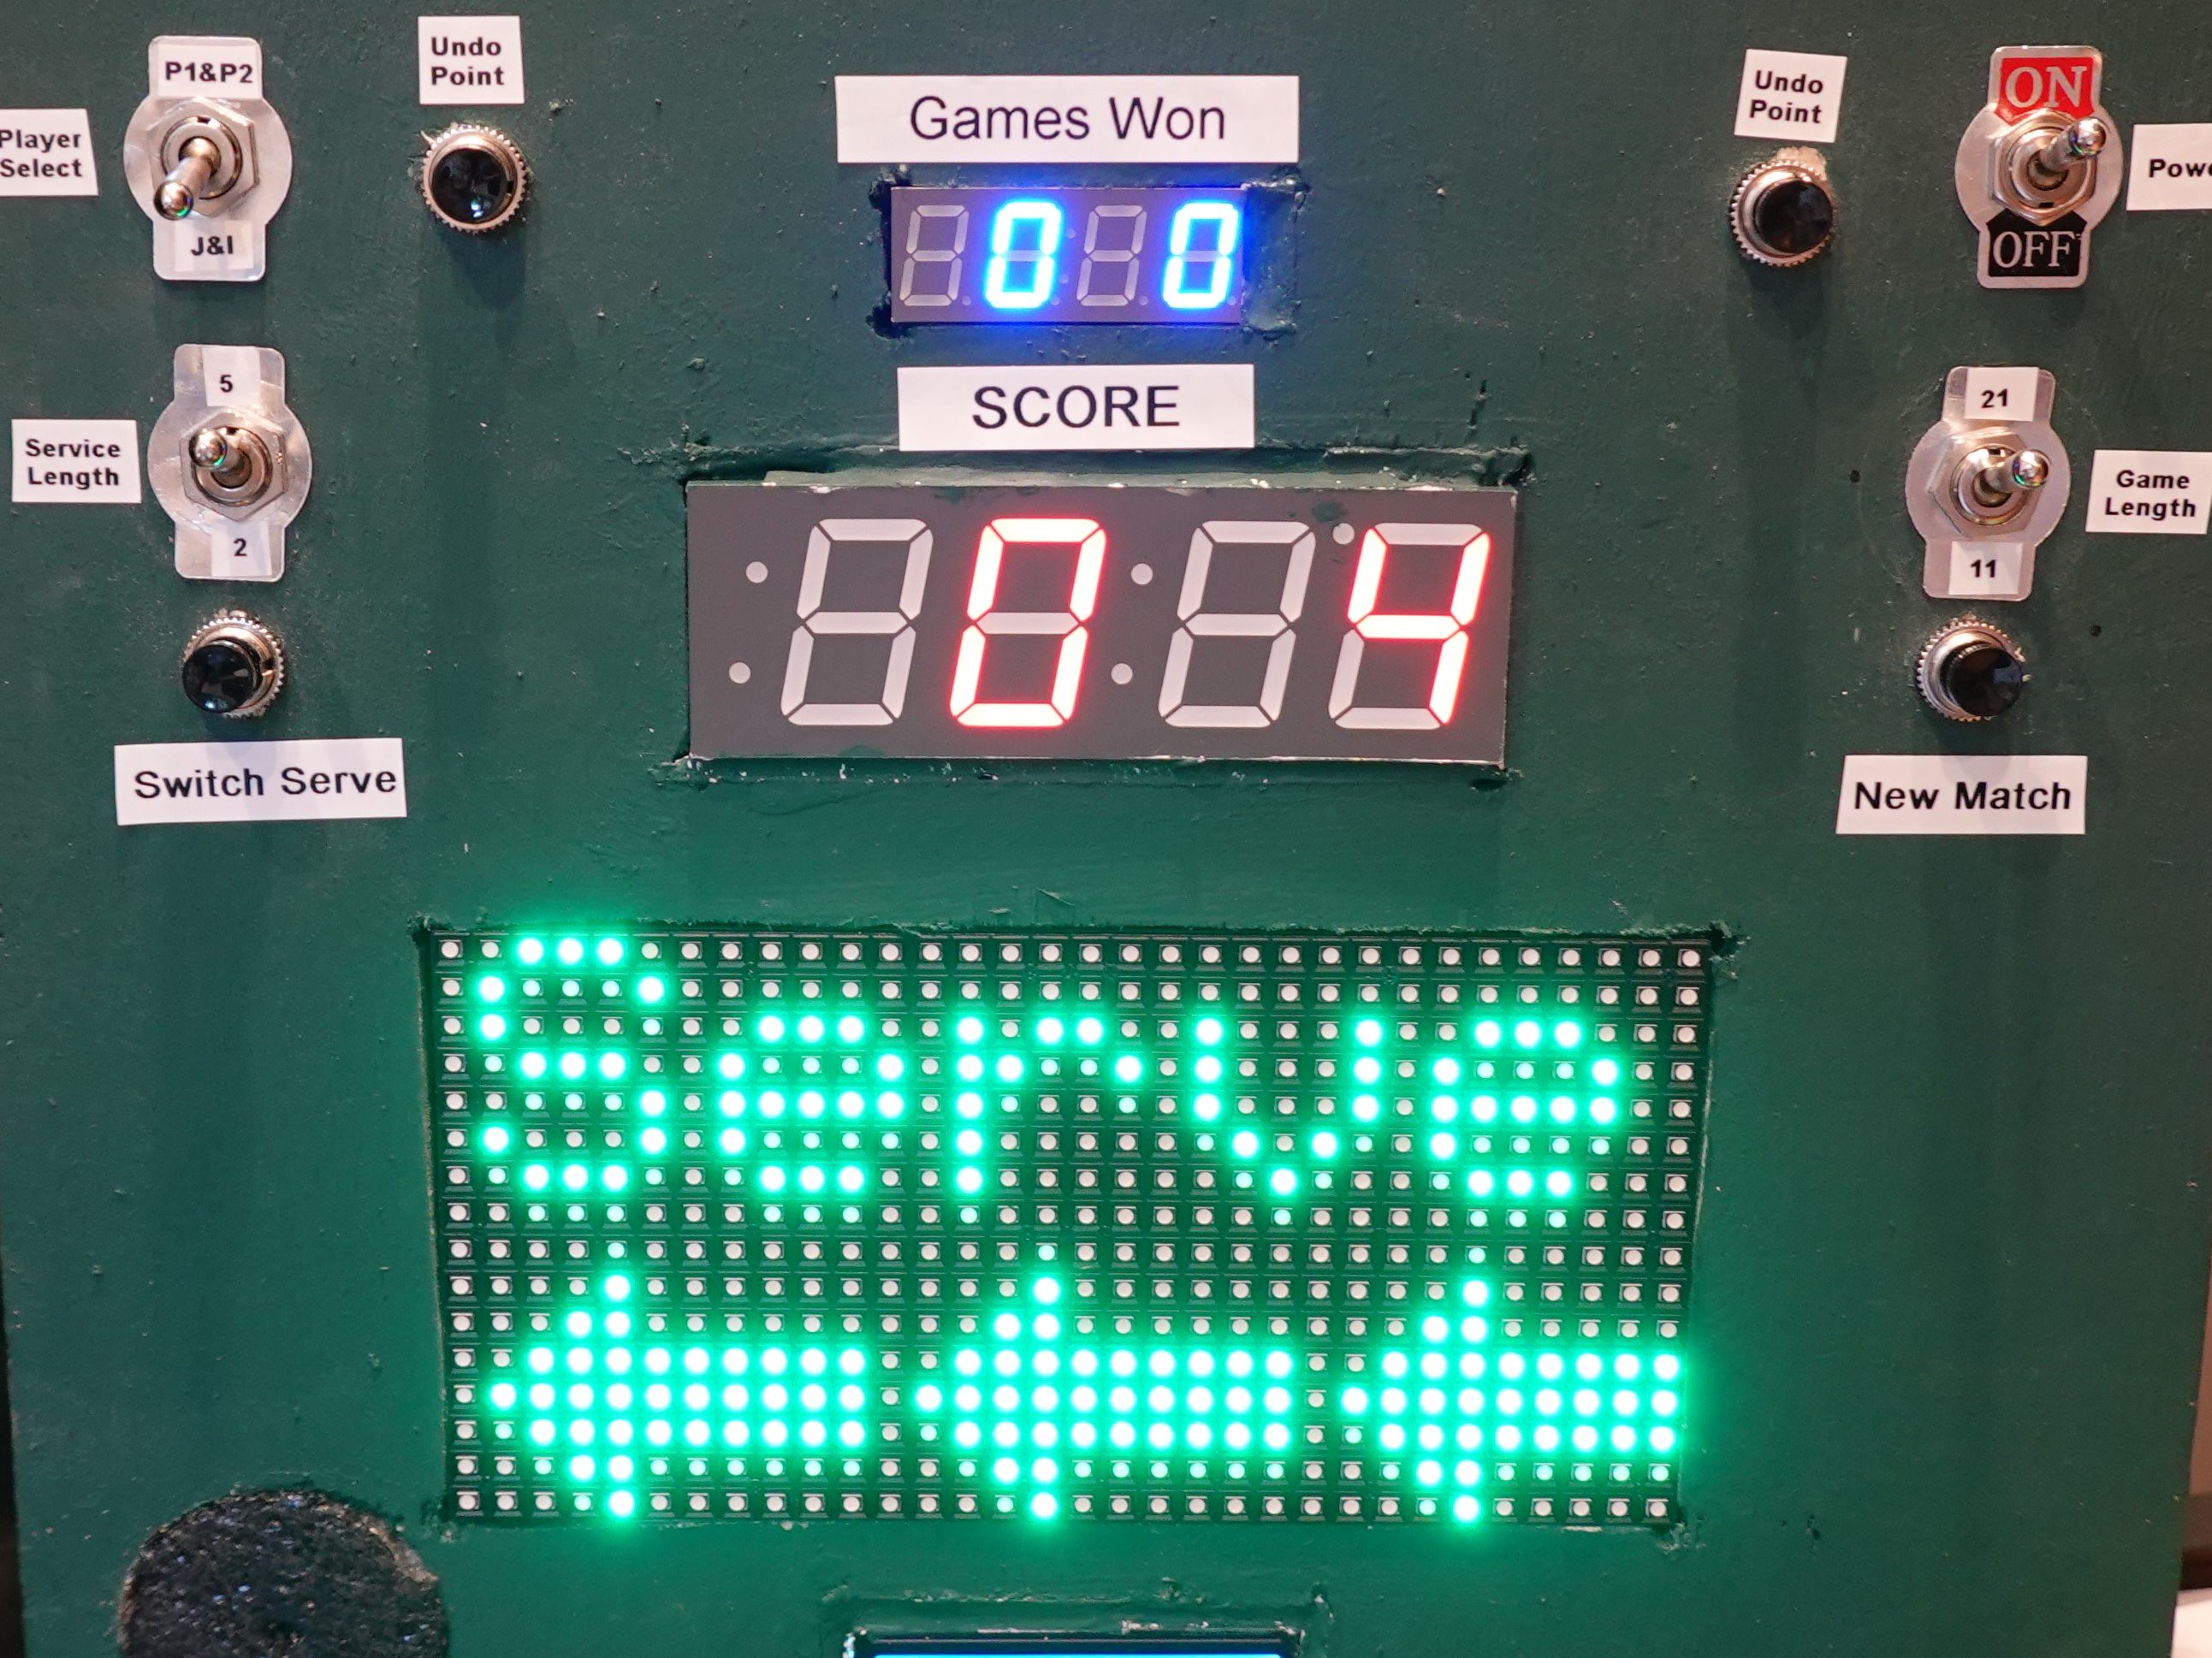 P1&P2
Undo
Point
Games Won
Undo
Point
ON
Player
Select
J&I
OFF
0 0
SCORE
5
21
Service
Length
Game
Length
2
11
0 4
Switch Serve
New Match
Serve